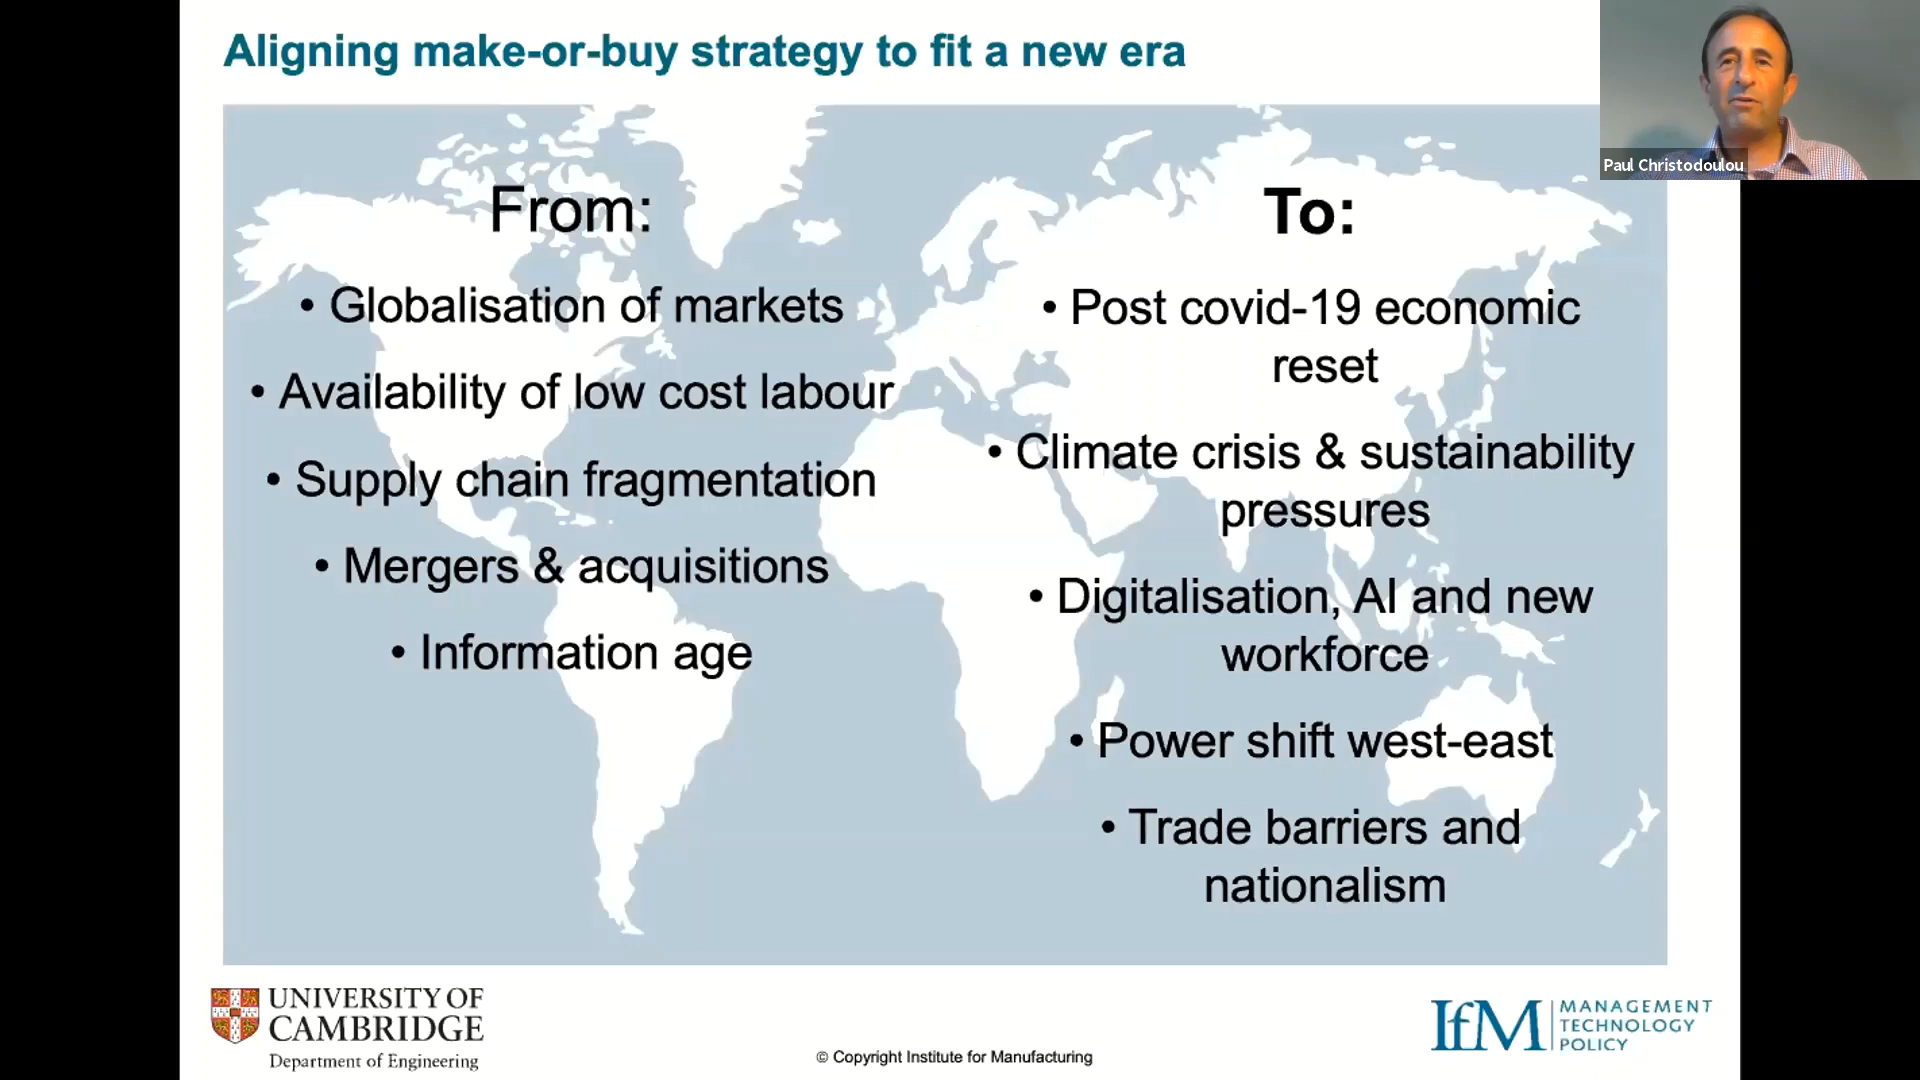 Aligning make-or-buy strategy to fit a new era
Paul Christodoulou
From:
• Globalisation of markets
• Availability of low cost labour
• Supply chain fragmentation
• Mergers & acquisitions
• Information age
To:
• Post covid-19 economic
reset
• Climate crisis & sustainability
pressures
• Digitalisation, AI and new
workforce
• Power shift west-east
• Trade barriers and
nationalism
UNIVERSITY OF
CAMBRIDGE
Department of Engineering
© Copyright Institute for Manufacturing
IfM
MANAGEMENT
TECHNOLOGY
POLICY